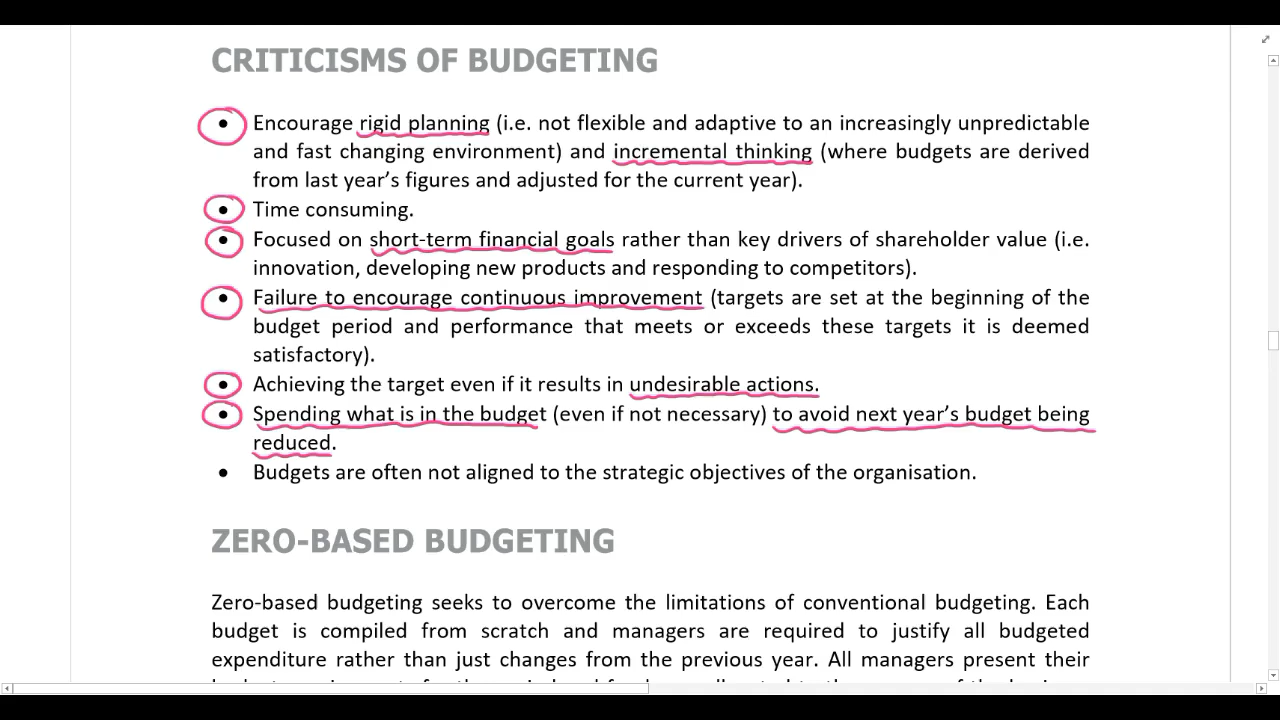 CRITICISMS OF BUDGETING
• Encourage rigid planning (i.e. not flexible and adaptive to an increasingly unpredictable
and fast changing environment) and incremental thinking (where budgets are derived
from last year's figures and adjusted for the current year).
• Time consuming.
• Focused on short-term financial goals rather than key drivers of shareholder value (i.e.
innovation, developing new products and responding to competitors).
• Failure to encourage continuous improvement (targets are set at the beginning of the
budget period and performance that meets or exceeds these targets it is deemed
satisfactory).
• Achieving the target even if it results in undesirable actions.
• Spending what is in the budget (even if not necessary) to avoid next year's budget being
reduced.
• Budgets are often not aligned to the strategic objectives of the organisation.
ZERO-BASED BUDGETING
Zero-based budgeting seeks to overcome the limitations of conventional budgeting. Each
budget is compiled from scratch and managers are required to justify all budgeted
expenditure rather than just changes from the previous year. All managers present their